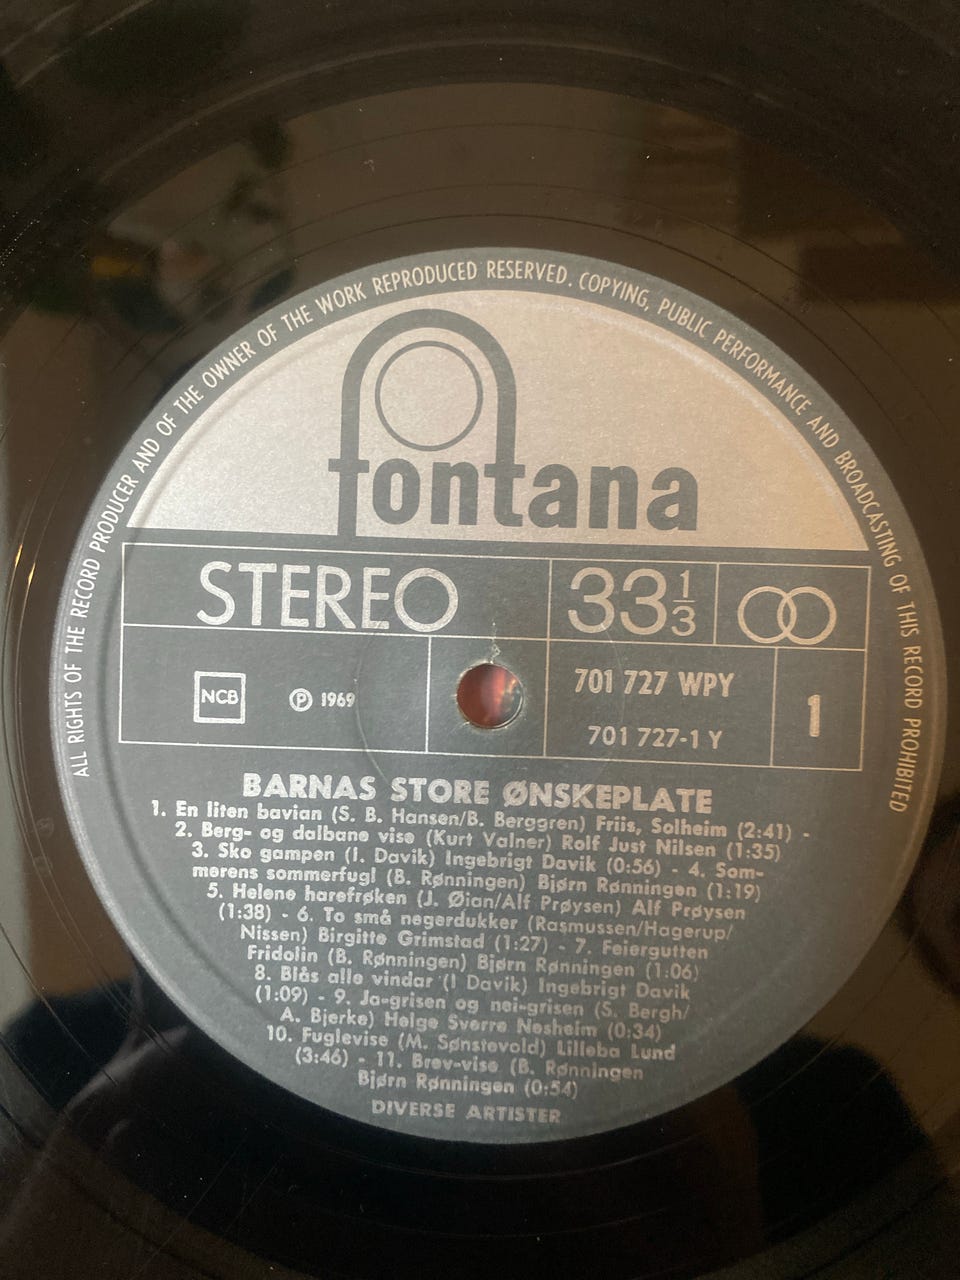 ALL RIGHTS OF THE RECORD PRODUCER AND OF THE OWNER OF THE WORK REPRODUCED RESERVED. COPYING, PUBLIC PERFORMANCE AND BROADCASTING OF THIS RECORD PROHIBITED
fontana
STEREO 33 1/3
NCB ℗ 1969 701 727 WPY 1
701 727-1 Y
BARNAS STORE ØNSKEPLATE
1. En liten bavian (S. B. Hansen/B. Berggren) Friis, Solheim (2:41) -
2. Berg- og dalbane vise (Kurt Valner) Rolf Just Nilsen (1:35)
3. Sko gampen (I. Davik) Ingebrigt Davik (0:56) - 4. Som-
merens sommerfugl (B. Rønningen) Bjørn Rønningen (1:19)
5. Helene harefrøken (J. Øian/Alf Prøysen) Alf Prøysen
(1:38) - 6. To små negerdukker (Rasmussen/Hagerup/
Nissen) Birgitte Grimstad (1:27) - 7. Feiergutten
Fridolin (B. Rønningen) Bjørn Rønningen (1:06)
8. Blås alle vindar (I Davik) Ingebrigt Davik
(1:09) - 9. Ja-grisen og nei-grisen (S. Bergh/
A. Bjerke) Helge Sverre Nesheim (0:34)
10. Fuglevise (M. Sønstevold) Lilleba Lund
(3:46) - 11. Brev-vise (B. Rønningen
Bjørn Rønningen (0:54)
DIVERSE ARTISTER